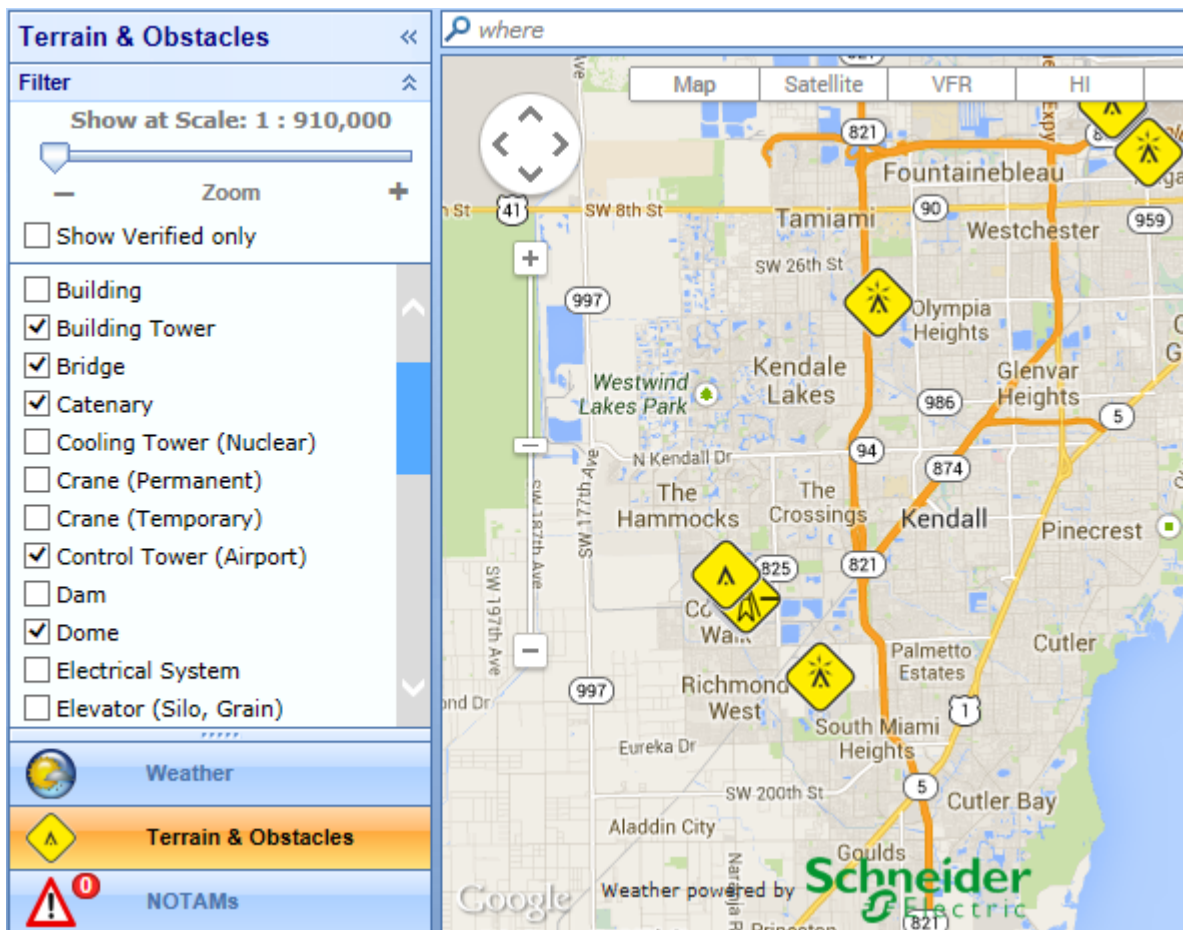 Terrain & Obstacles
Filter
Show at Scale: 1 : 910,000
Zoom
Show Verified only
Building
Building Tower
Bridge
Catenary
Cooling Tower (Nuclear)
Crane (Permanent)
Crane (Temporary)
Control Tower (Airport)
Dam
Dome
Electrical System
Elevator (Silo, Grain)
Weather
Terrain & Obstacles
NOTAMs
0
where
Map
Satellite
VFR
HI
821
Ave
Expy
821
Fountainebleau
41
SW 8th St
90
959
Tamiami
Westchester
SW 26th St
997
Olympia
Heights
Kendale
Lakes
Glenvar
Heights
Westwind
Lakes Park
986
5
94
N Kendall Dr
874
SW 187th Ave
SW 177th Ave
SW 197th Ave
The
Hammocks
The
Crossings
Kendall
Pinecrest
821
825
Walk
Cutler
Palmetto
Estates
997
Richmond
West
1
South Miami
Heights
Eureka Dr
SW 200th St
5
Cutler Bay
Aladdin City
Goulds
Google
Weather powered by
Schneider
Electric
821